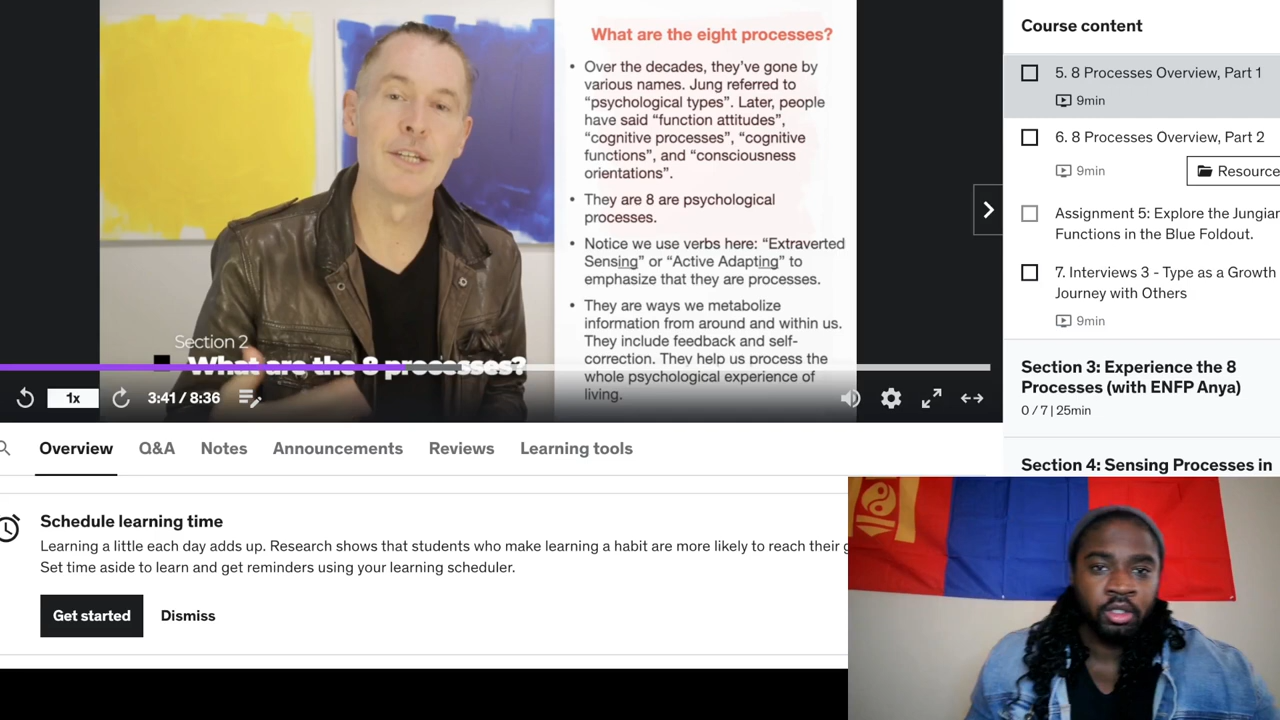 What are the eight processes?
• Over the decades, they've gone by
various names. Jung referred to
“psychological types”. Later, people
have said “function attitudes”,
“cognitive processes”, “cognitive
functions”, and “consciousness
orientations”.
• They are 8 are psychological
processes.
• Notice we use verbs here: “Extraverted
Sensing” or “Active Adapting” to
emphasize that they are processes.
• They are ways we metabolize
information from around and within us.
They include feedback and self-
correction. They help us process the
whole psychological experience of
living.
Section 2
What are the 8 processes?
1x
3:41 / 8:36
Course content
5. 8 Processes Overview, Part 1
9min
6. 8 Processes Overview, Part 2
9min
Resource
Assignment 5: Explore the Jungian
Functions in the Blue Foldout.
7. Interviews 3 - Type as a Growth
Journey with Others
9min
Section 3: Experience the 8
Processes (with ENFP Anya)
0 / 7 | 25min
Section 4: Sensing Processes in
Overview
Q&A
Notes
Announcements
Reviews
Learning tools
Schedule learning time
Learning a little each day adds up. Research shows that students who make learning a habit are more likely to reach their g
Set time aside to learn and get reminders using your learning scheduler.
Get started
Dismiss